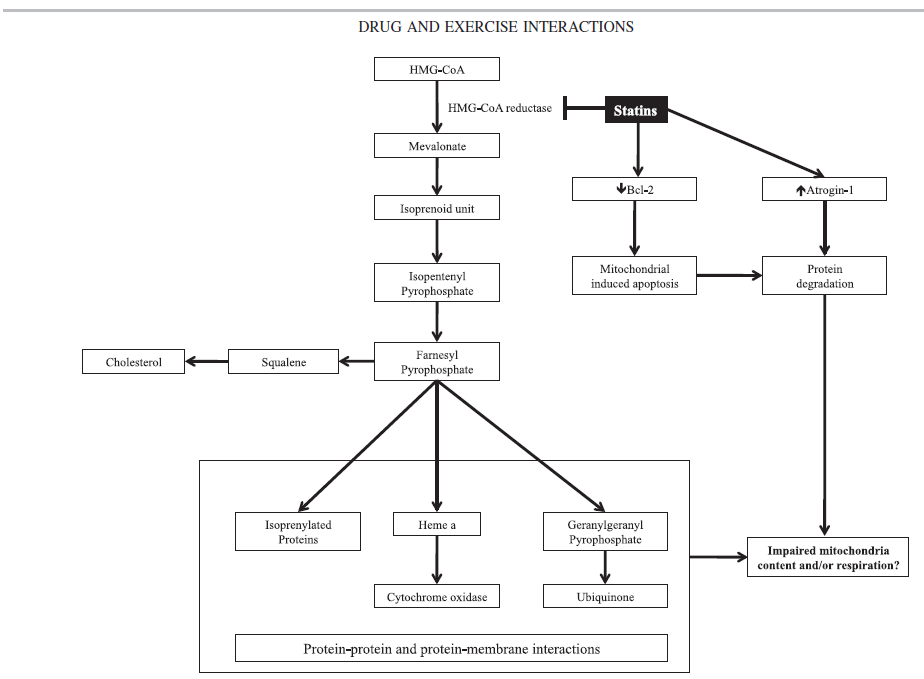 DRUG AND EXERCISE INTERACTIONS
HMG-CoA
HMG-CoA reductase
Statins
Mevalonate
↓Bcl-2
↑Atrogin-1
Isoprenoid unit
Isopentenyl
Pyrophosphate
Mitochondrial
induced apoptosis
Protein
degradation
Cholesterol
Squalene
Farnesyl
Pyrophosphate
Isoprenylated
Proteins
Heme a
Geranylgeranyl
Pyrophosphate
Impaired mitochondria
content and/or respiration?
Cytochrome oxidase
Ubiquinone
Protein-protein and protein-membrane interactions